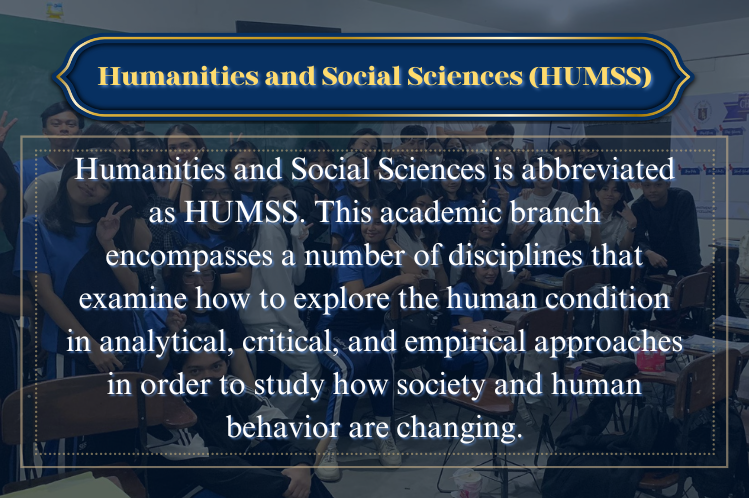 Humanities and Social Sciences (HUMSS)
Humanities and Social Sciences is abbreviated
as HUMSS. This academic branch
encompasses a number of disciplines that
examine how to explore the human condition
in analytical, critical, and empirical approaches
in order to study how society and human
behavior are changing.